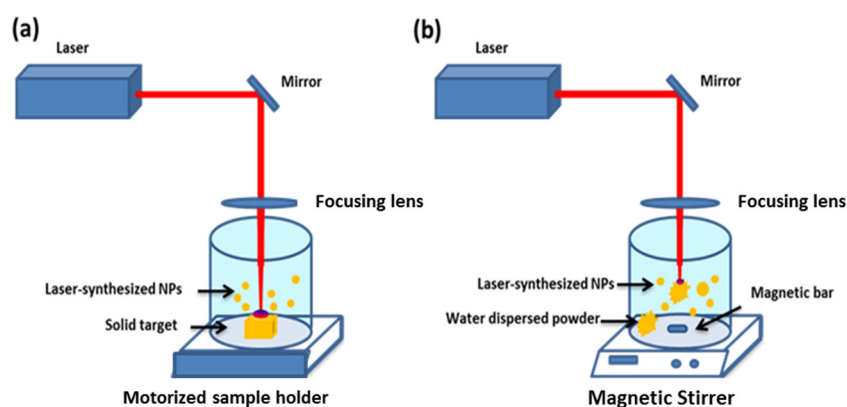 (a)
Laser
Mirror
Focusing lens
Laser-synthesized NPs
Solid target
Motorized sample holder
(b)
Laser
Mirror
Focusing lens
Laser-synthesized NPs
Magnetic bar
Water dispersed powder
Magnetic Stirrer